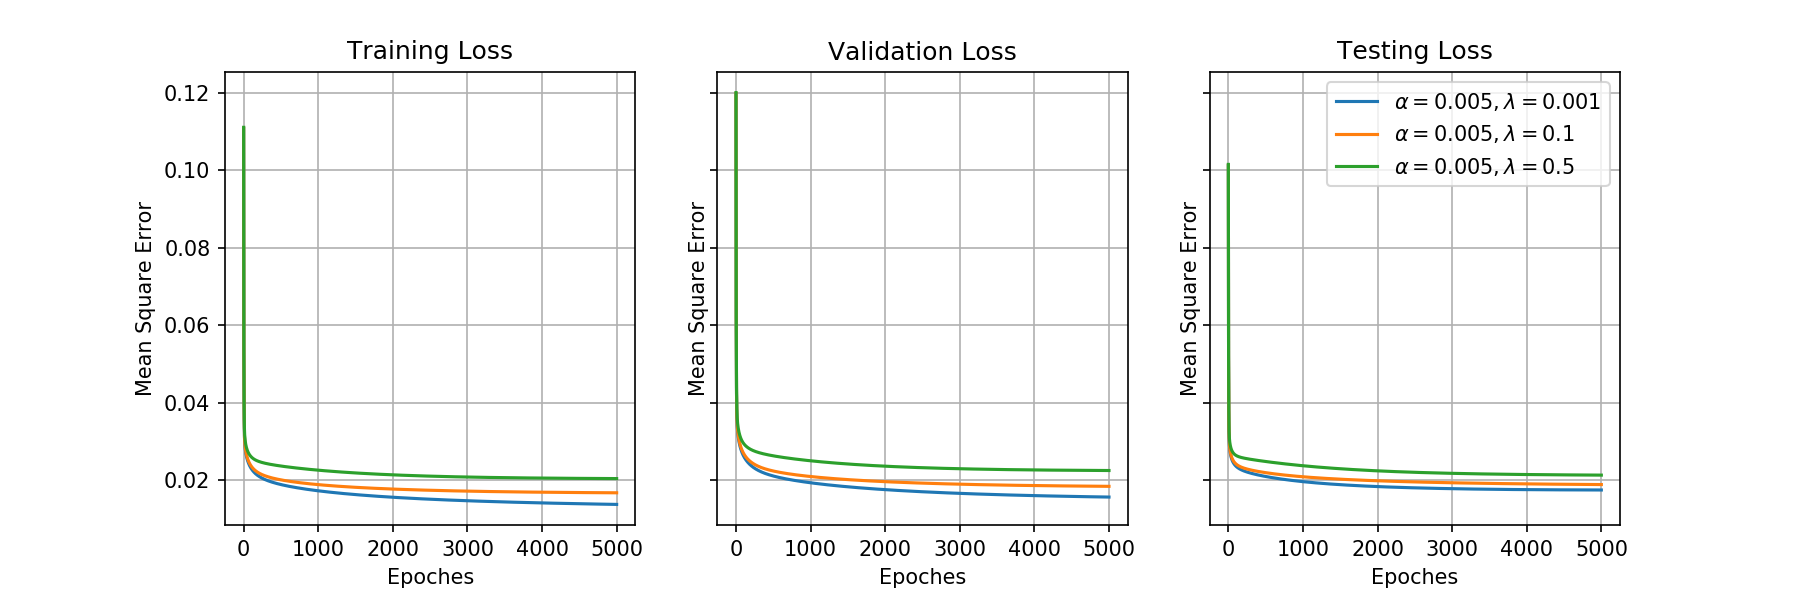 Training Loss
Validation Loss
Testing Loss
0.12
0.10
0.08
0.06
0.04
0.02
Mean Square Error
0 1000 2000 3000 4000 5000
Epoches
Mean Square Error
0 1000 2000 3000 4000 5000
Epoches
Mean Square Error
α = 0.005, λ = 0.001
α = 0.005, λ = 0.1
α = 0.005, λ = 0.5
0 1000 2000 3000 4000 5000
Epoches